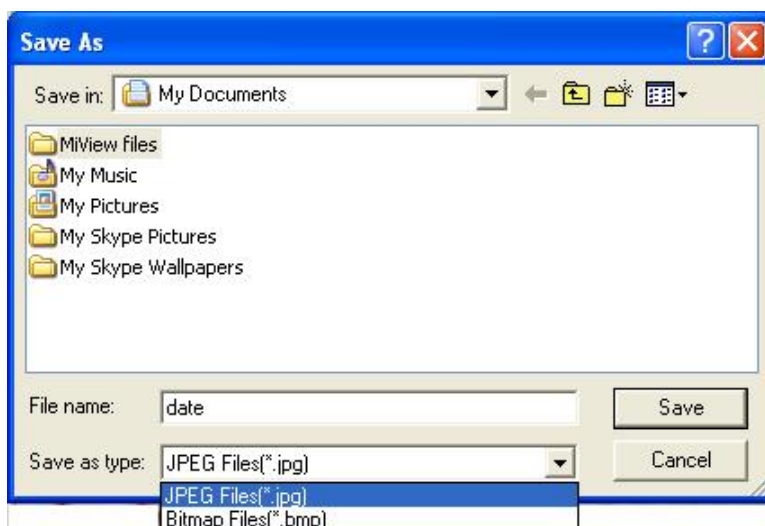 Save As
Save in: My Documents
MiView files
My Music
My Pictures
My Skype Pictures
My Skype Wallpapers
File name: date Save
Save as type: JPEG Files(*.jpg) Cancel
JPEG Files(*.jpg)
Bitmap Files(*.bmp)